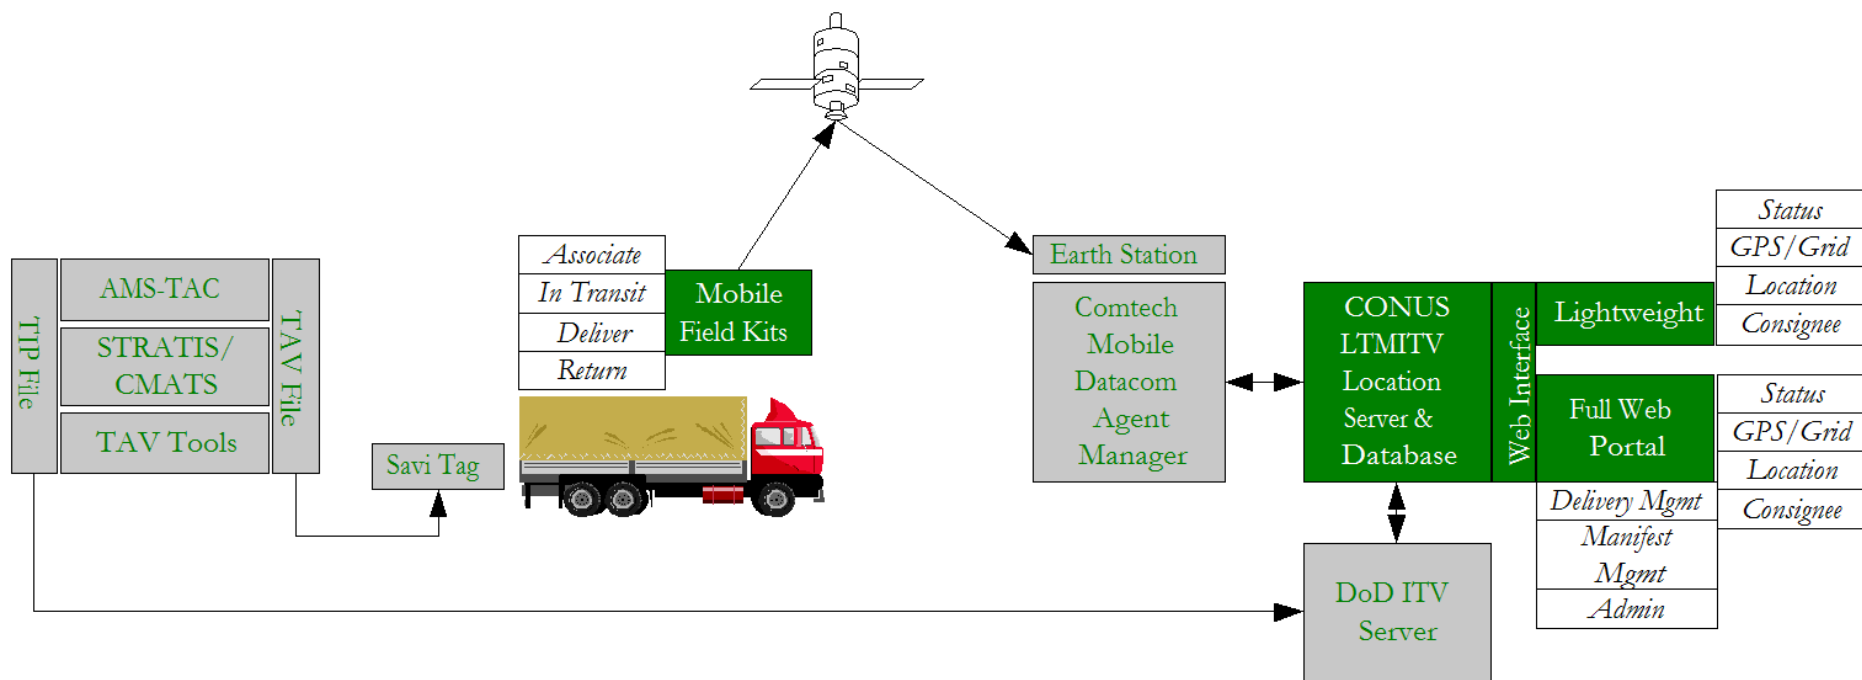 TIP File
AMS-TAC
STRATIS/
CMATS
TAV Tools
TAV File
Savi Tag
Associate
In Transit
Deliver
Return
Mobile
Field Kits
Earth Station
Comtech
Mobile
Datacom
Agent
Manager
CONUS
LTMITV
Location
Server &
Database
Web Interface
Lightweight
Status
GPS/Grid
Location
Consignee
Full Web
Portal
Status
GPS/Grid
Location
Consignee
Delivery Mgmt
Manifest
Mgmt
Admin
DoD ITV
Server